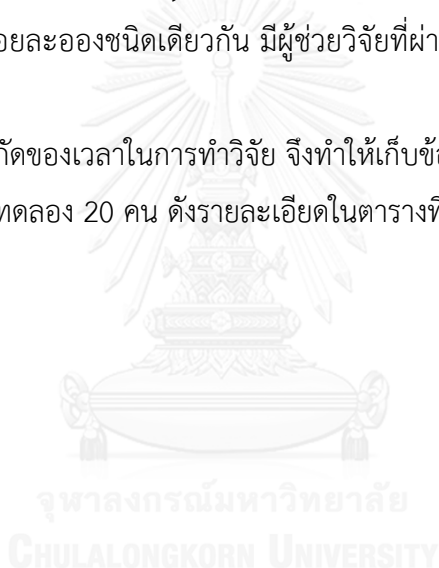 อยละอองชนิดเดียวกัน มีผู้ช่วยวิจัยที่ผ่า
กัดของเวลาในการทำวิจัย จึงทำให้เก็บข้อ
ทดลอง 20 คน ดังรายละเอียดในตารางที่
จุฬาลงกรณ์มหาวิทยาลัย
CHULALONGKORN UNIVERSITY